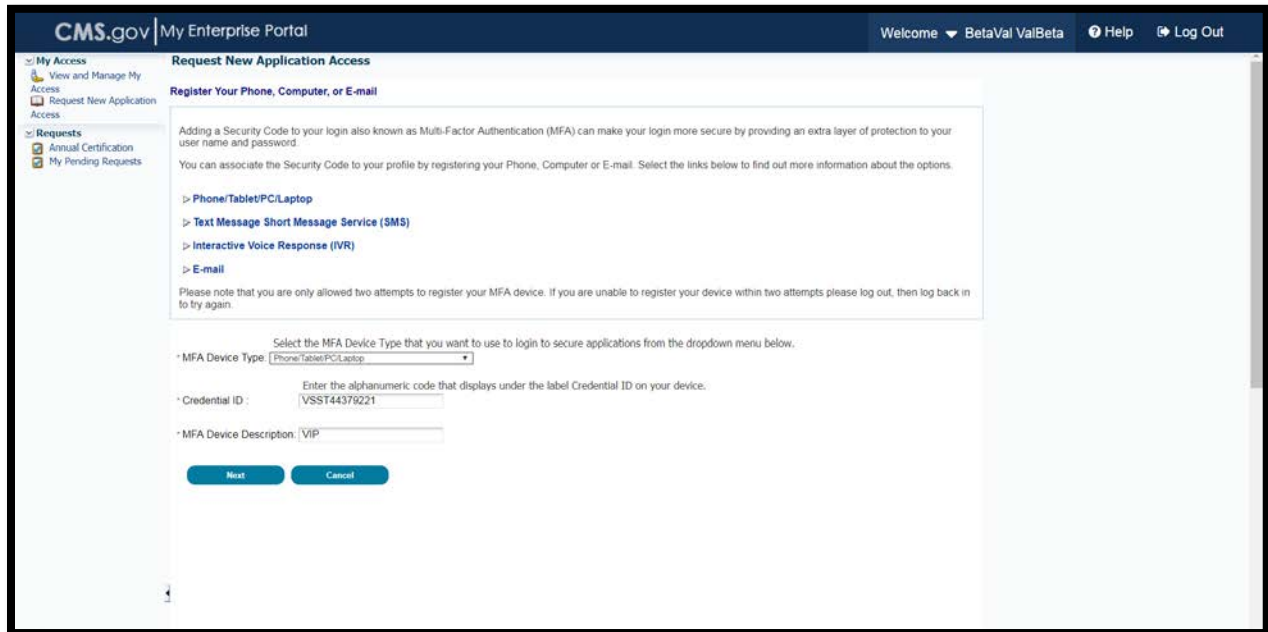 CMS.gov My Enterprise Portal
Welcome BetaVal ValBeta Help Log Out
My Access
View and Manage My
Access
Request New Application
Access
Requests
Annual Certification
My Pending Requests
Request New Application Access
Register Your Phone, Computer, or E-mail
Adding a Security Code to your login also known as Multi-Factor Authentication (MFA) can make your login more secure by providing an extra layer of protection to your
user name and password.
You can associate the Security Code to your profile by registering your Phone, Computer or E-mail. Select the links below to find out more information about the options.
Phone/Tablet/PC/Laptop
Text Message Short Message Service (SMS)
Interactive Voice Response (IVR)
E-mail
Please note that you are only allowed two attempts to register your MFA device. If you are unable to register your device within two attempts please log out, then log back in
to try again.
Select the MFA Device Type that you want to use to login to secure applications from the dropdown menu below.
* MFA Device Type: Phone/Tablet/PC/Laptop
Enter the alphanumeric code that displays under the label Credential ID on your device.
* Credential ID : VSST44379221
* MFA Device Description: VIP
Next Cancel